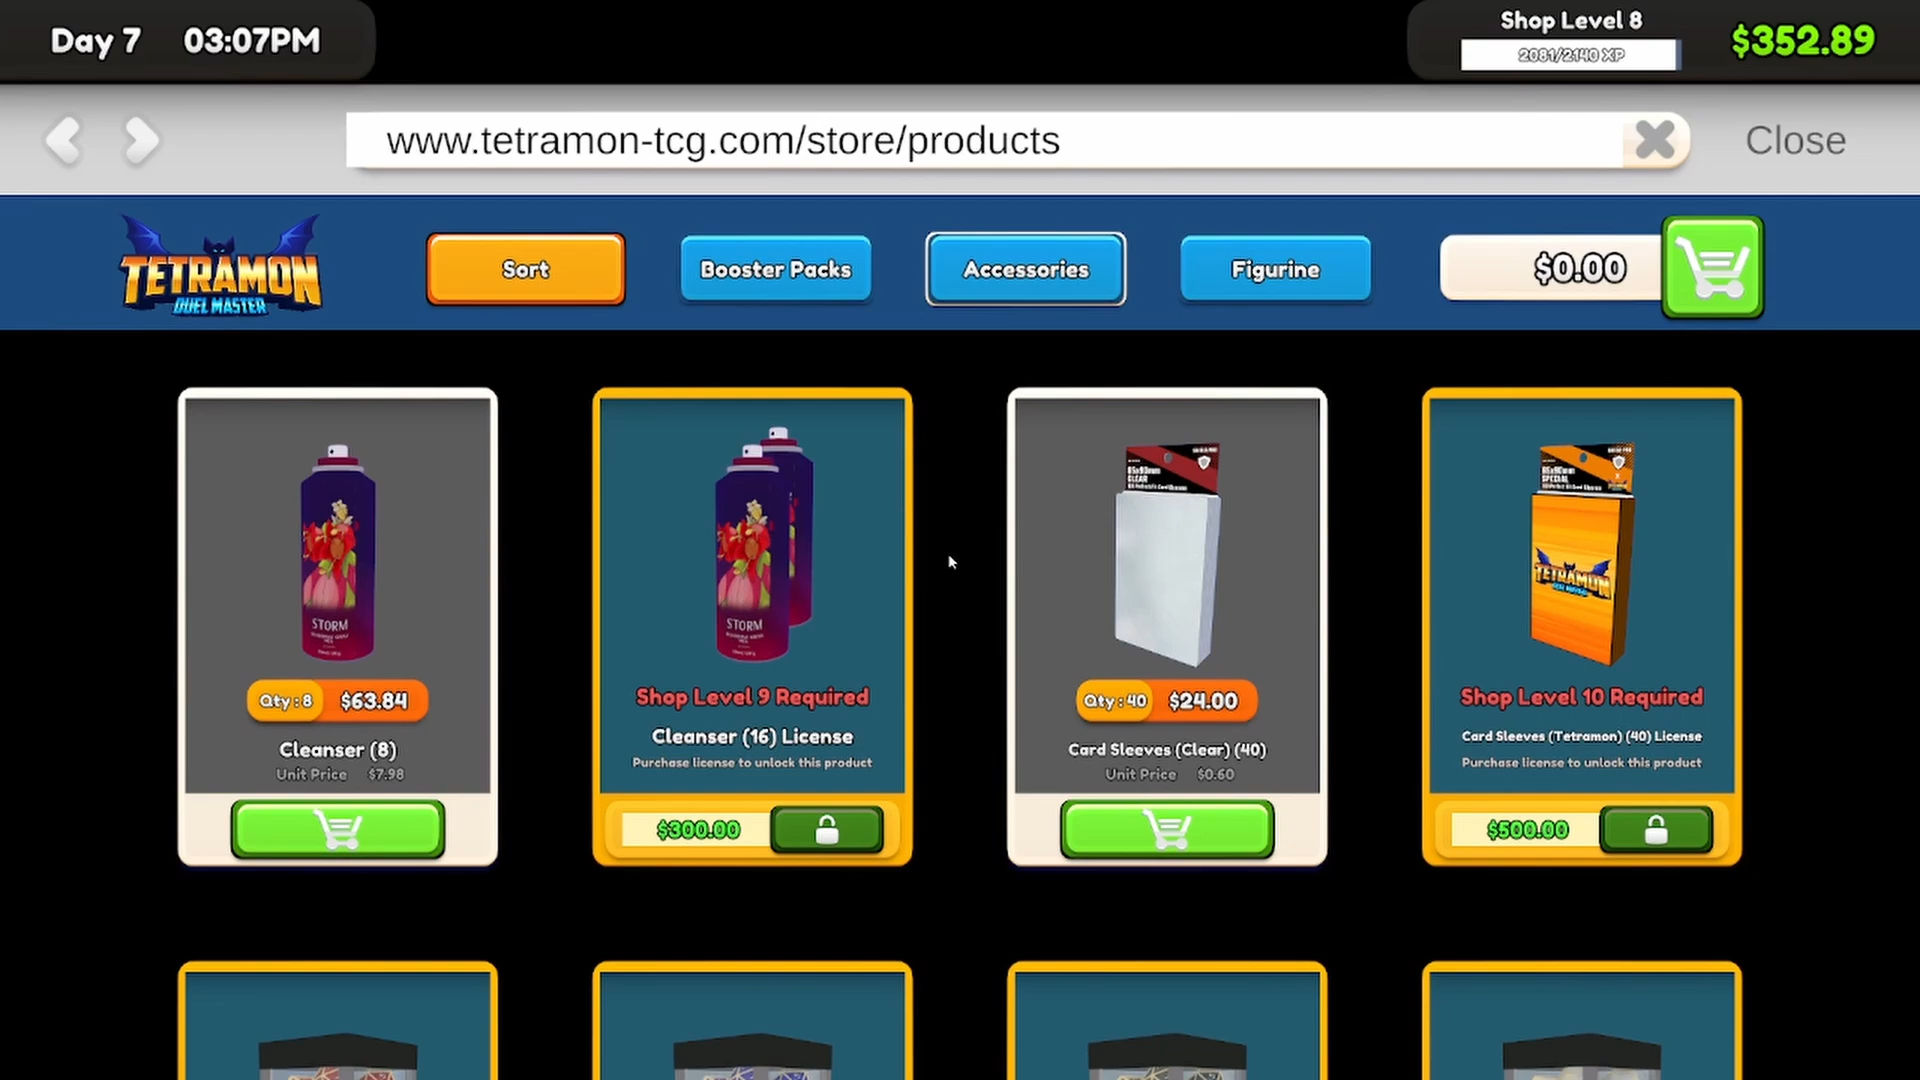 Day 7 03:07PM
Shop Level 8
2081/2140 XP
$352.89
www.tetramon-tcg.com/store/products
Close
TETRAMON
DUEL MASTER
Sort
Booster Packs
Accessories
Figurine
$0.00
STORM
Qty : 8 $63.84
Cleanser (8)
Unit Price $7.98
STORM
Shop Level 9 Required
Cleanser (16) License
Purchase license to unlock this product
$300.00
CLEAR
Qty : 40 $24.00
Card Sleeves (Clear) (40)
Unit Price $0.60
SPECIAL
TETRAMON
Shop Level 10 Required
Card Sleeves (Tetramon) (40) License
Purchase license to unlock this product
$500.00